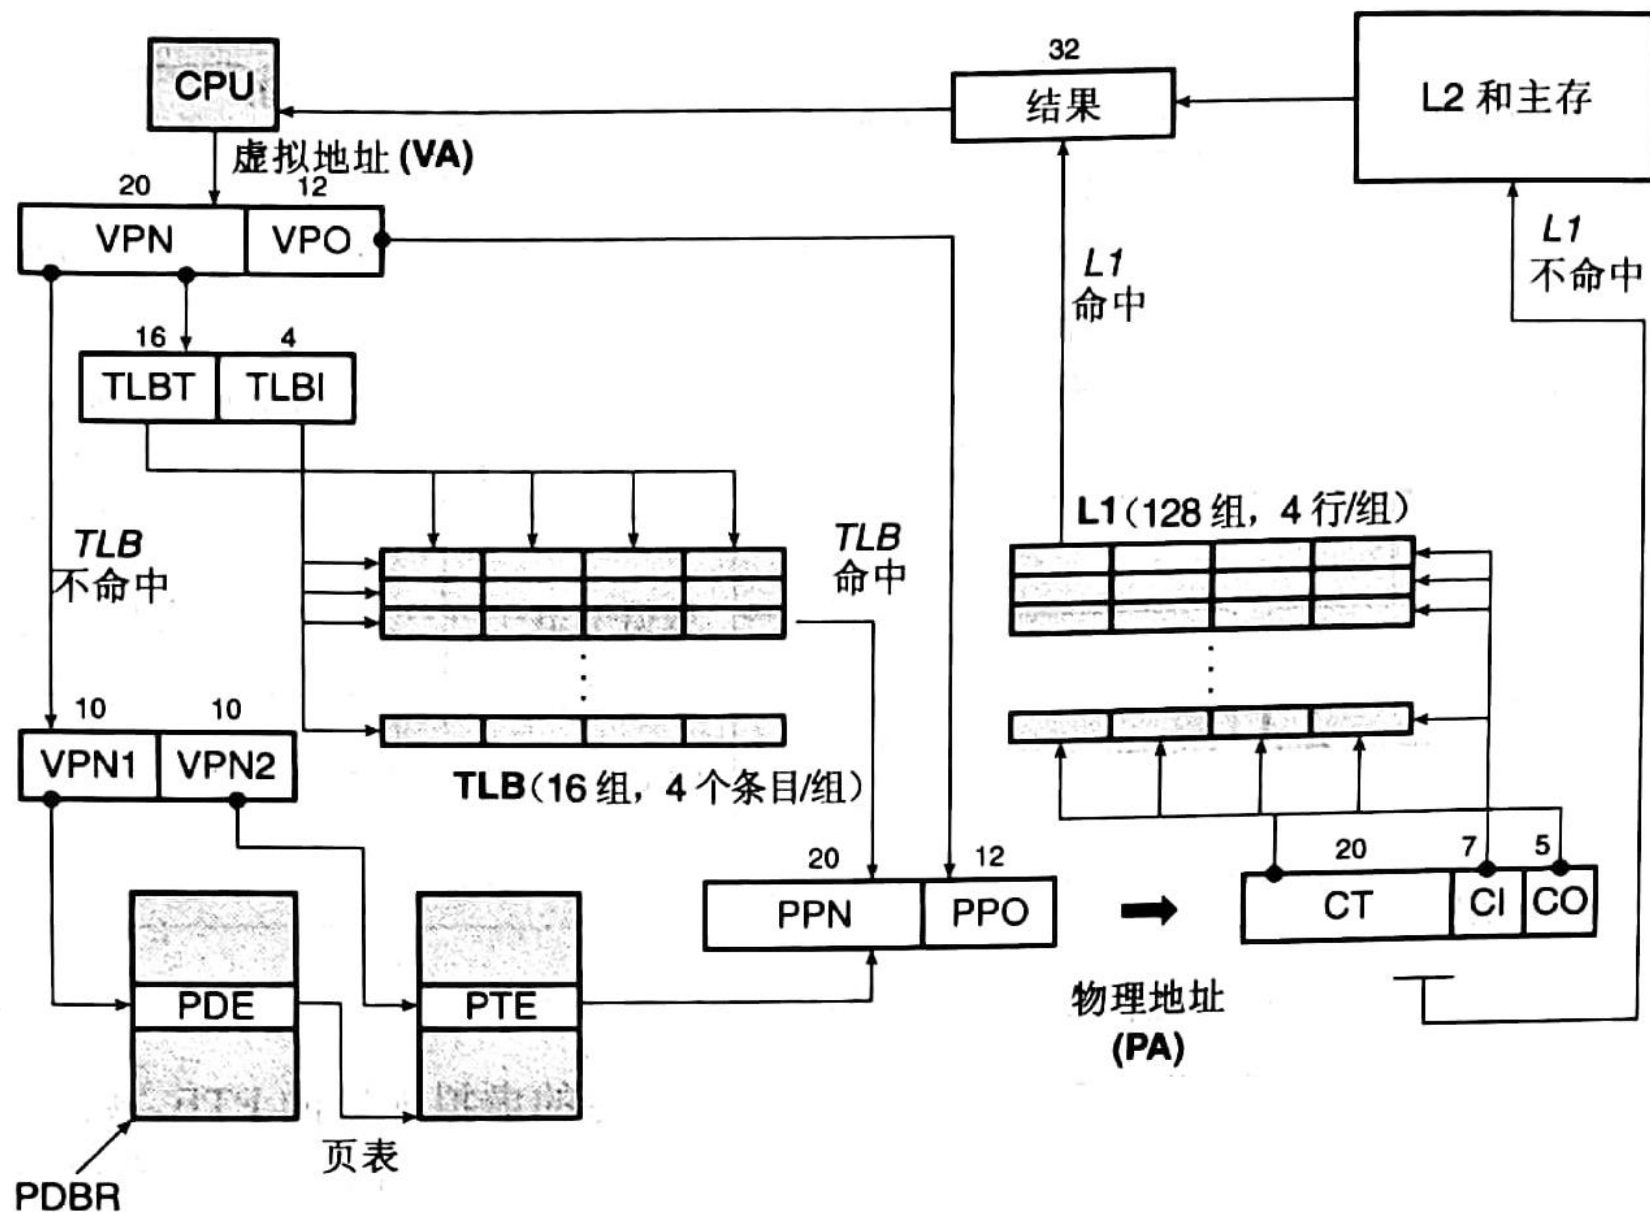 CPU
虚拟地址 (VA)
32
结果
L2 和主存
20
12
VPN
VPO
L1
命中
L1
不命中
16
4
TLBT
TLBI
TLB
不命中
TLB
命中
L1 (128 组, 4 行/组)
10
10
VPN1
VPN2
TLB (16 组, 4 个条目/组)
20
12
PPN
PPO
20
7
5
CT
CI
CO
物理地址
(PA)
PDE
PTE
页表
PDBR